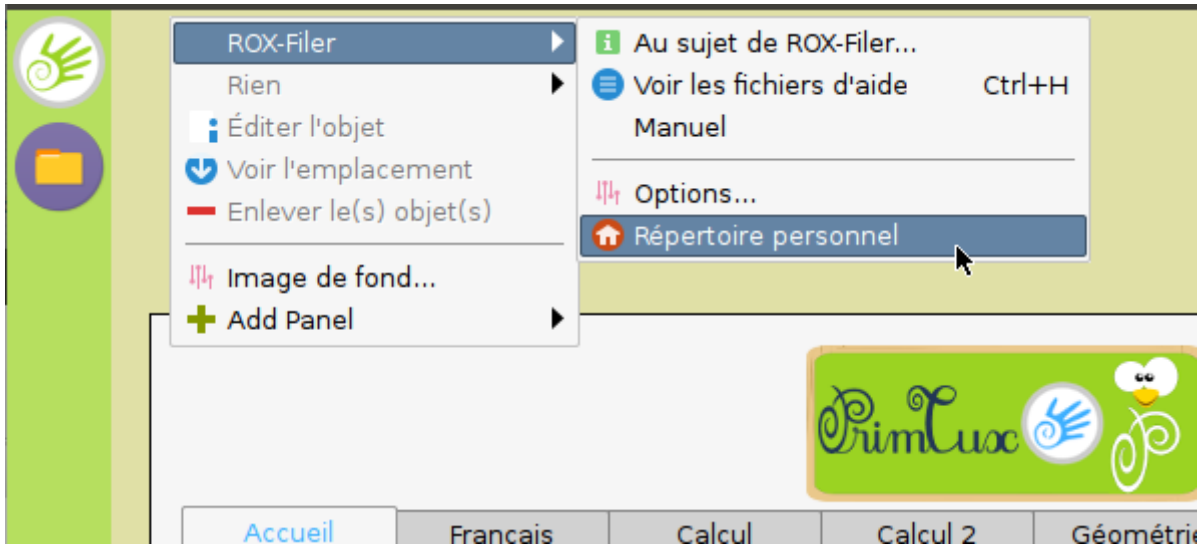 ROX-Filer
Rien
Éditer l'objet
Voir l'emplacement
Enlever le(s) objet(s)
Image de fond...
Add Panel
Au sujet de ROX-Filer...
Voir les fichiers d'aide Ctrl+H
Manuel
Options...
Répertoire personnel
PrimTux
Accueil Français Calcul Calcul 2 Géométrie